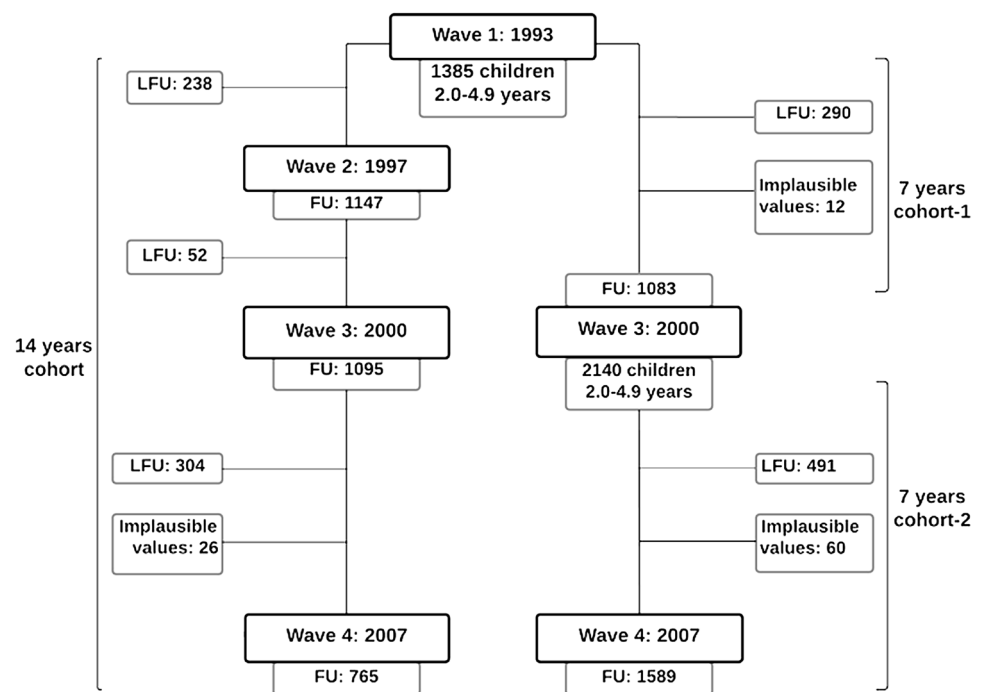 Wave 1: 1993
1385 children
2.0-4.9 years
LFU: 238
LFU: 290
Wave 2: 1997
FU: 1147
Implausible
values: 12
7 years
cohort-1
LFU: 52
FU: 1083
Wave 3: 2000
FU: 1095
Wave 3: 2000
2140 children
2.0-4.9 years
14 years
cohort
LFU: 304
LFU: 491
Implausible
values: 26
Implausible
values: 60
7 years
cohort-2
Wave 4: 2007
FU: 765
Wave 4: 2007
FU: 1589